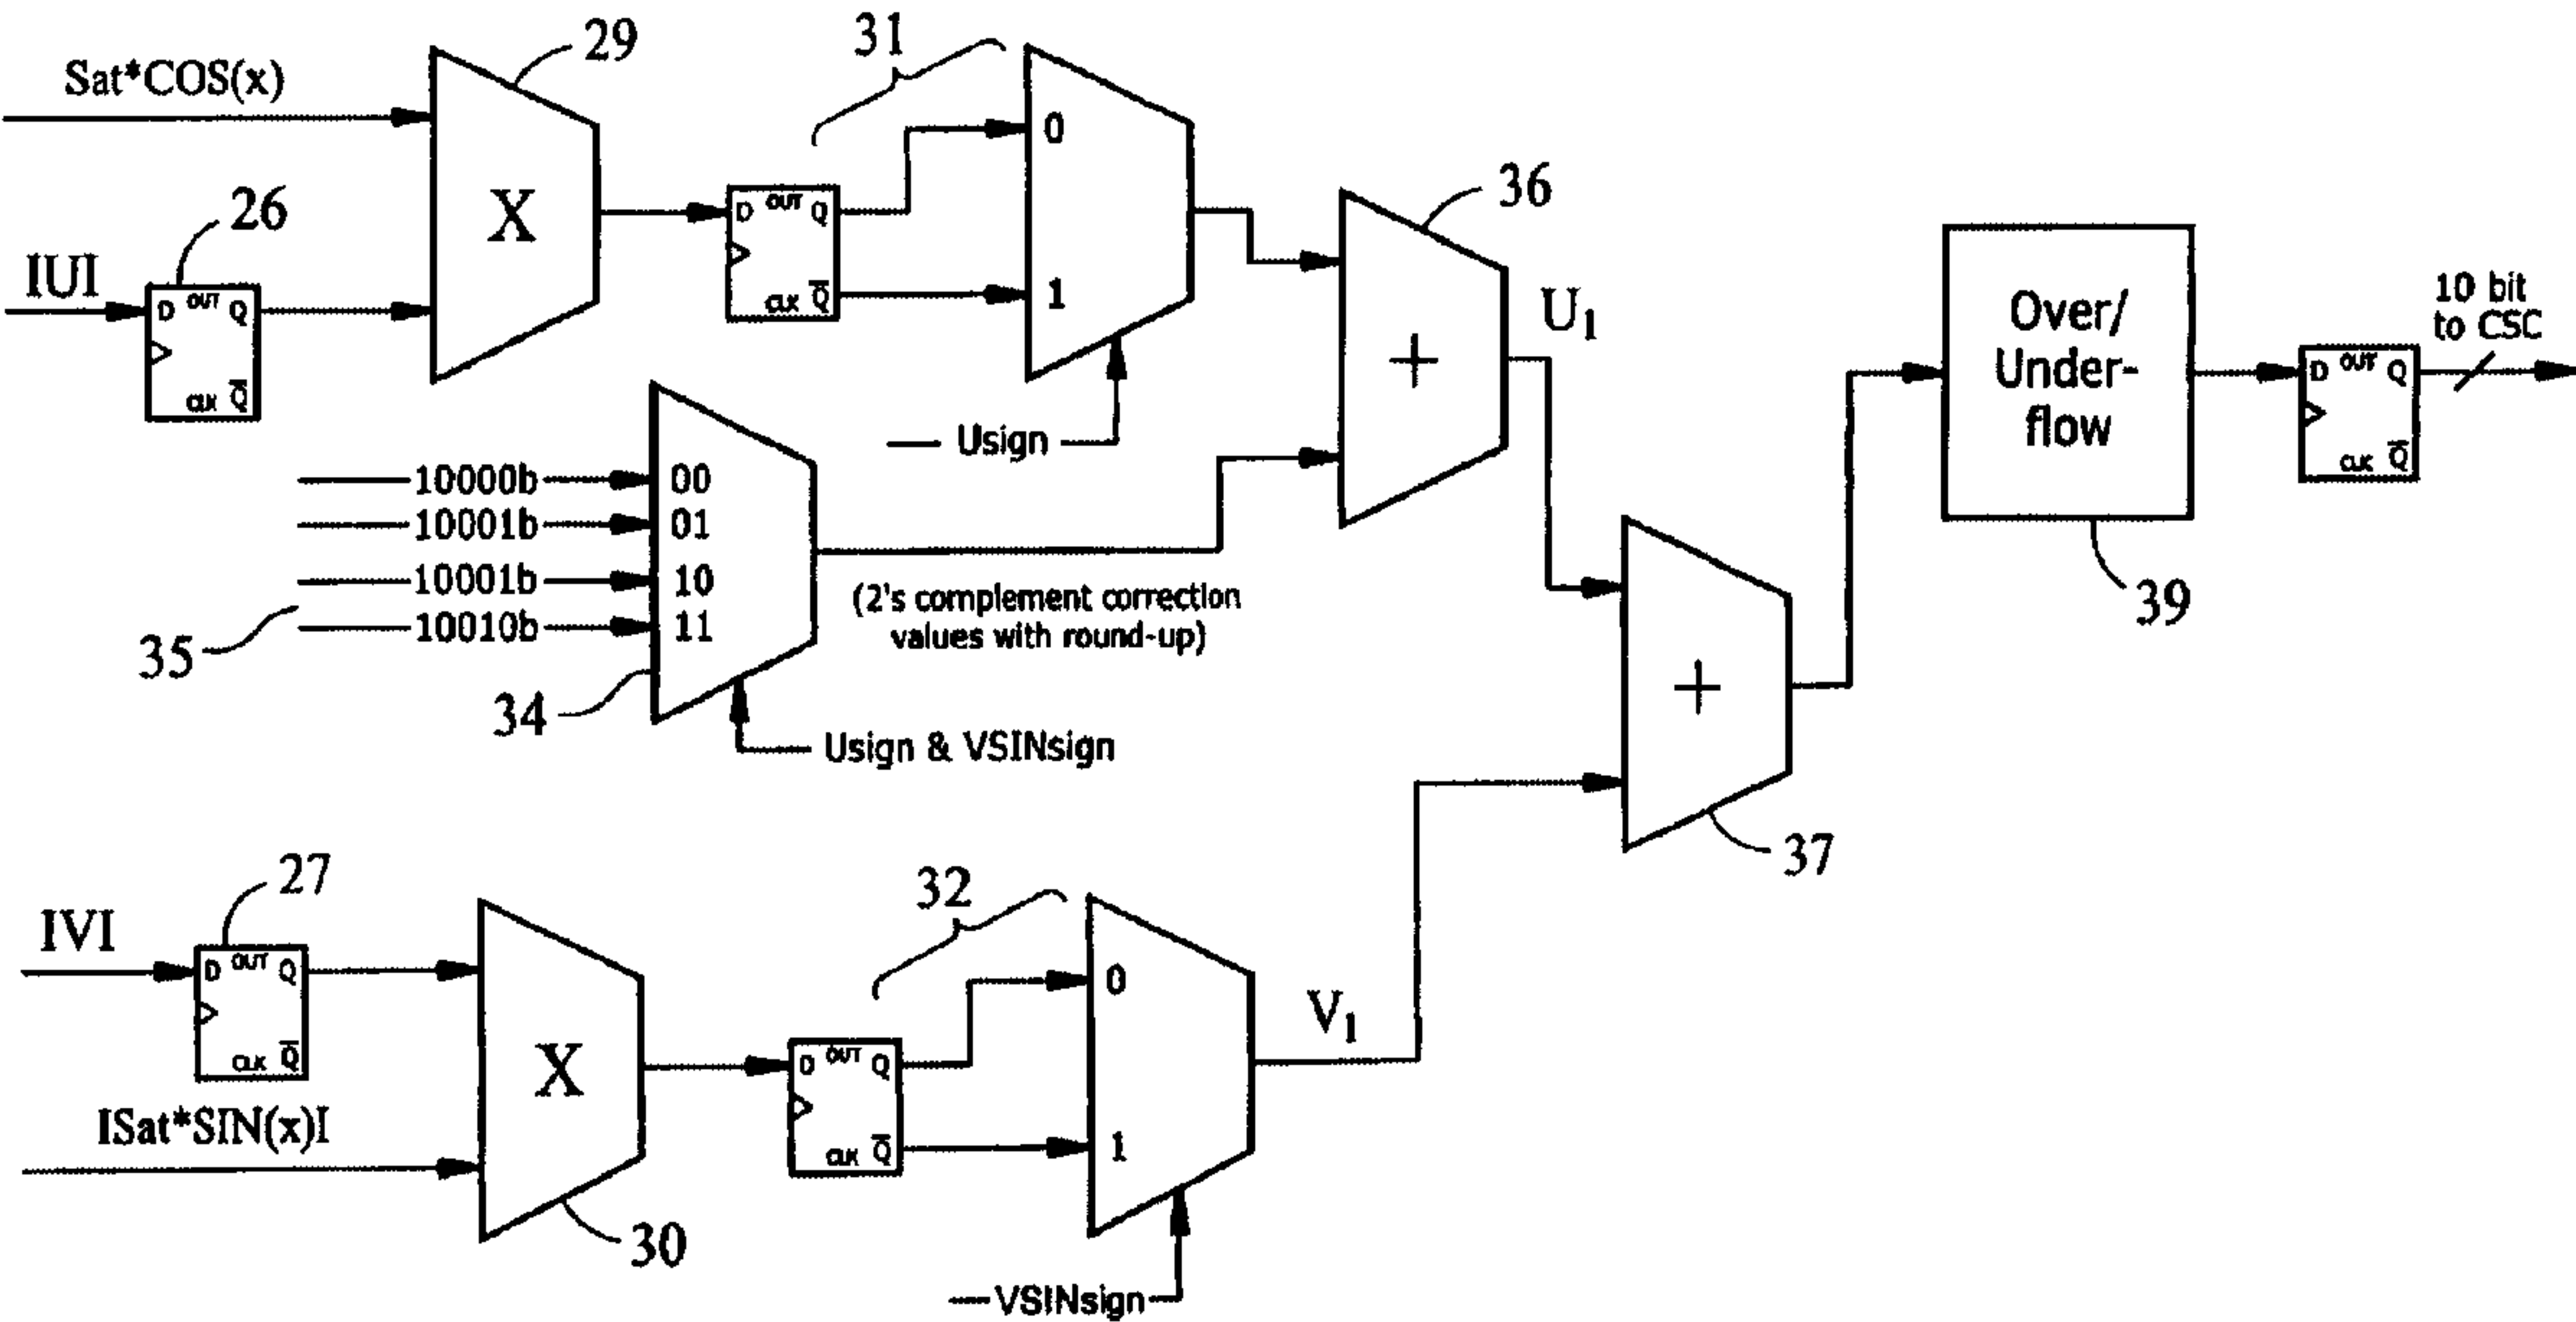 Sat*COS(x)
29
X
IUI
26
D OUT Q
CLK Q̅
31
D OUT Q
CLK Q̅
0
1
Usign
36
+
U1
10000b 00
10001b 01
10001b 10
10010b 11
35
34
(2's complement correction
values with round-up)
Usign & VSINsign
Over/
Under-
flow
39
D OUT Q
CLK Q̅
10 bit
to CSC
+
37
IVI
27
D OUT Q
CLK Q̅
ISat*SIN(x)I
X
30
32
D OUT Q
CLK Q̅
0
1
V1
VSINsign